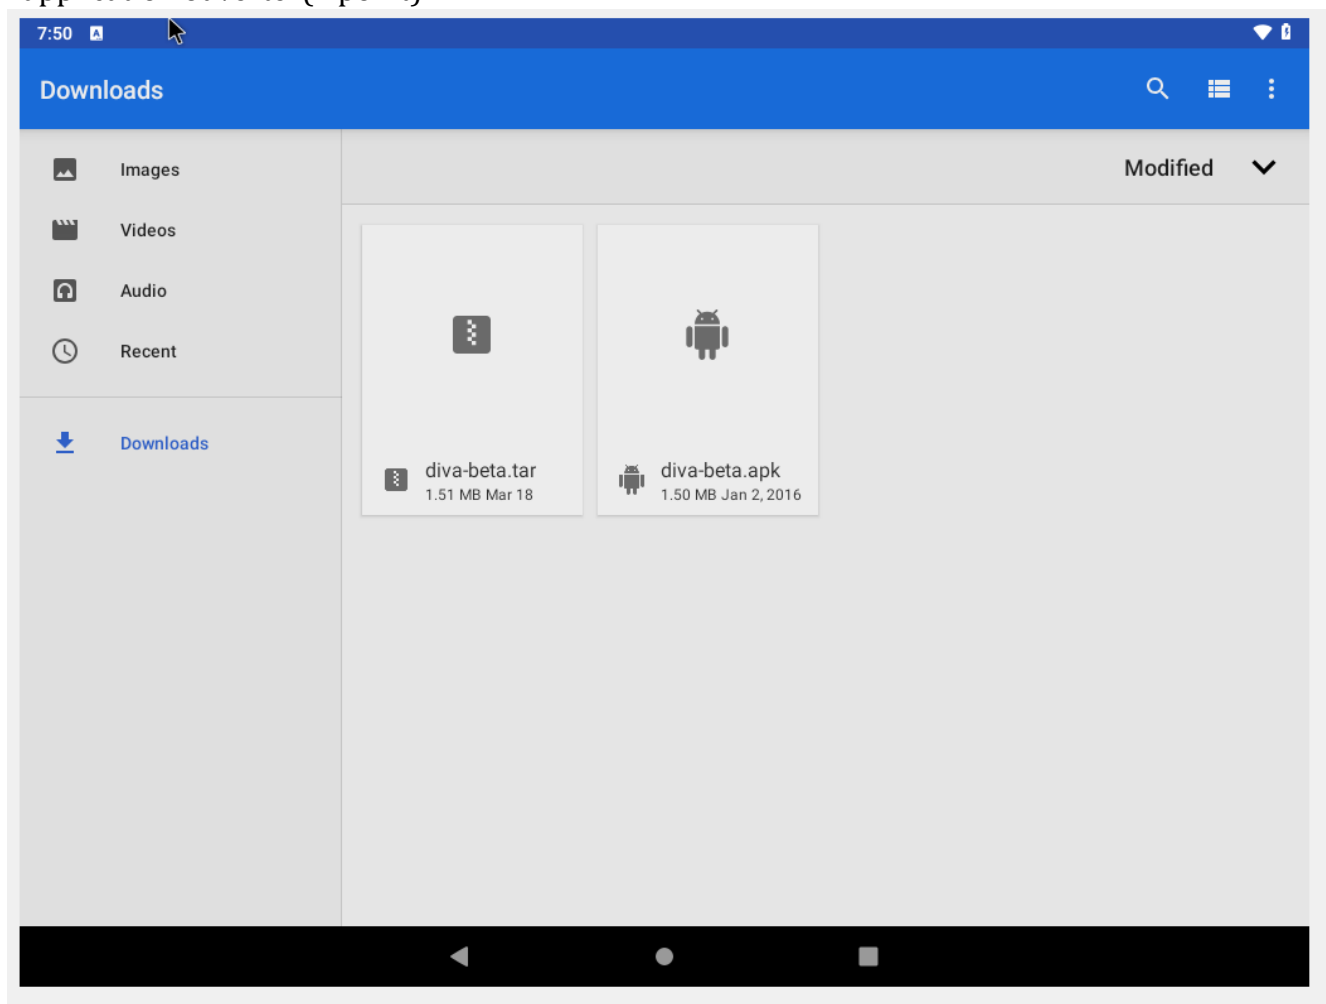 7:50
Downloads
Images
Modified
Videos
Audio
Recent
Downloads
diva-beta.tar
1.51 MB Mar 18
diva-beta.apk
1.50 MB Jan 2, 2016